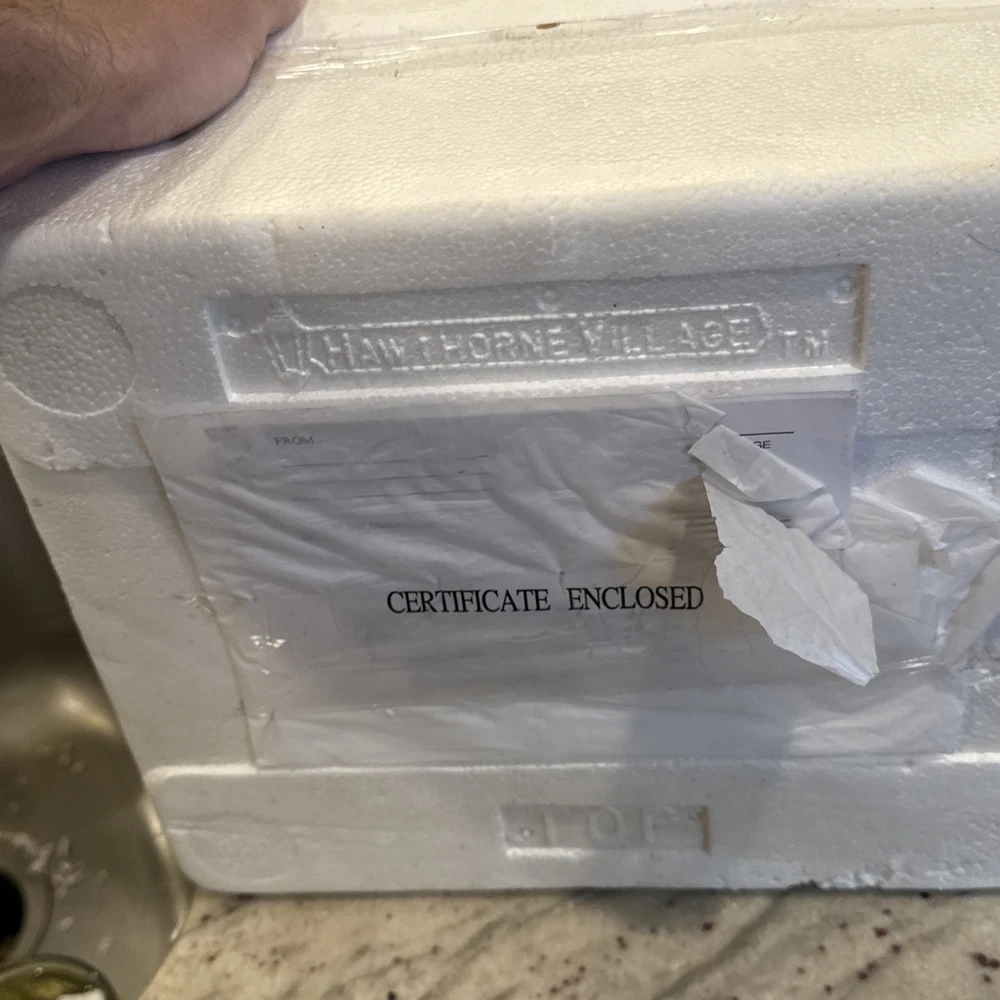 HAWTHORNE VILLAGE TM
FROM
CERTIFICATE ENCLOSED
TOP